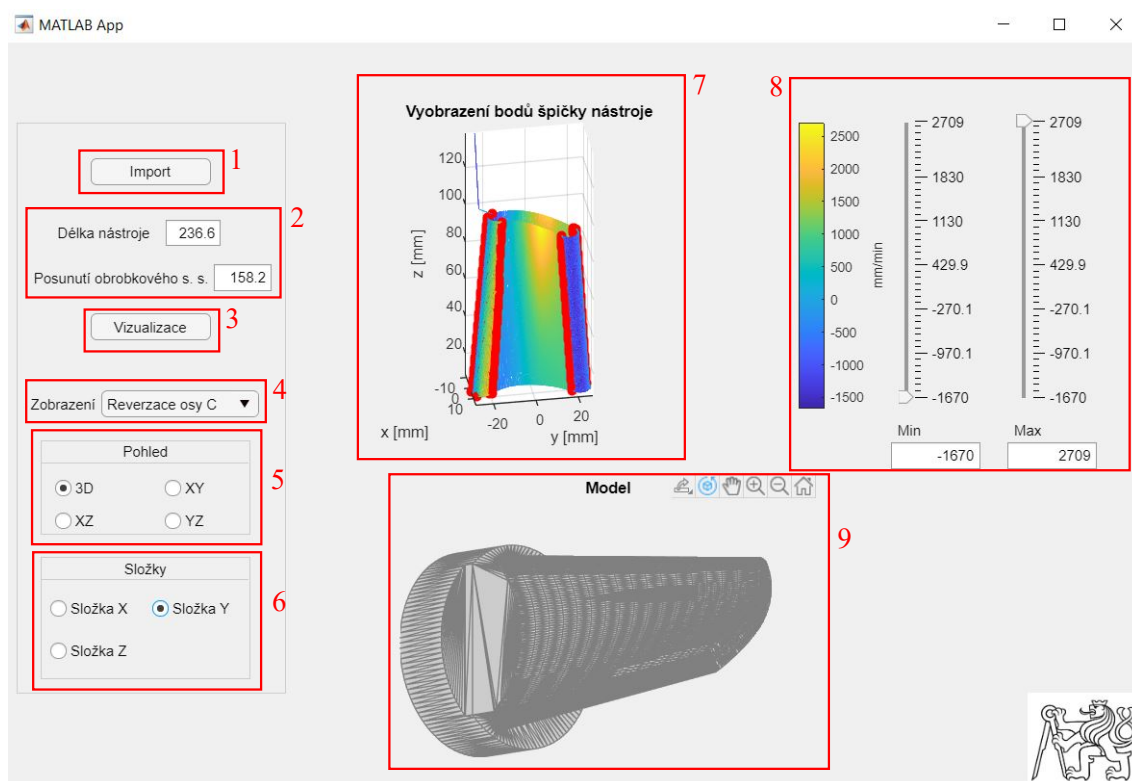 MATLAB App
1
Import
2
Délka nástroje 236.6
Posunutí obrobkového s. s. 158.2
3
Vizualizace
4
Zobrazení Reverzace osy C
5
Pohled
3D XY
XZ YZ
6
Složky
Složka X Složka Y
Složka Z
7
Vyobrazení bodů špičky nástroje
120
100
80
60
40
20
0
z [mm]
-10
0
10
x [mm]
-20 0 20
y [mm]
8
2500
2000
1500
1000
500
0
-500
-1000
-1500
mm/min
2709
1830
1130
429.9
-270.1
-970.1
-1670
2709
1830
1130
429.9
-270.1
-970.1
-1670
Min Max
-1670 2709
9
Model